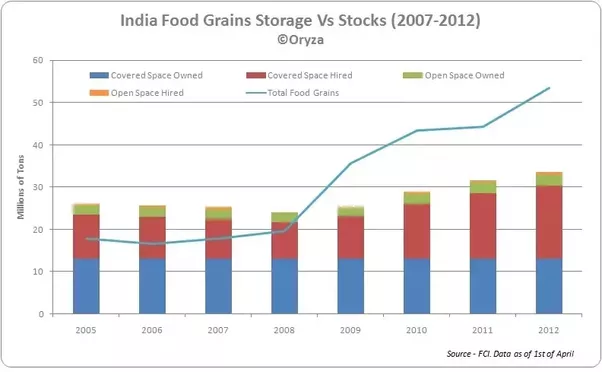 India Food Grains Storage Vs Stocks (2007-2012)
©Oryza
Covered Space Owned Covered Space Hired Open Space Owned
Open Space Hired Total Food Grains
Millions of Tons
60
50
40
30
20
10
0
2005 2006 2007 2008 2009 2010 2011 2012
Source - FCI. Data as of 1st of April